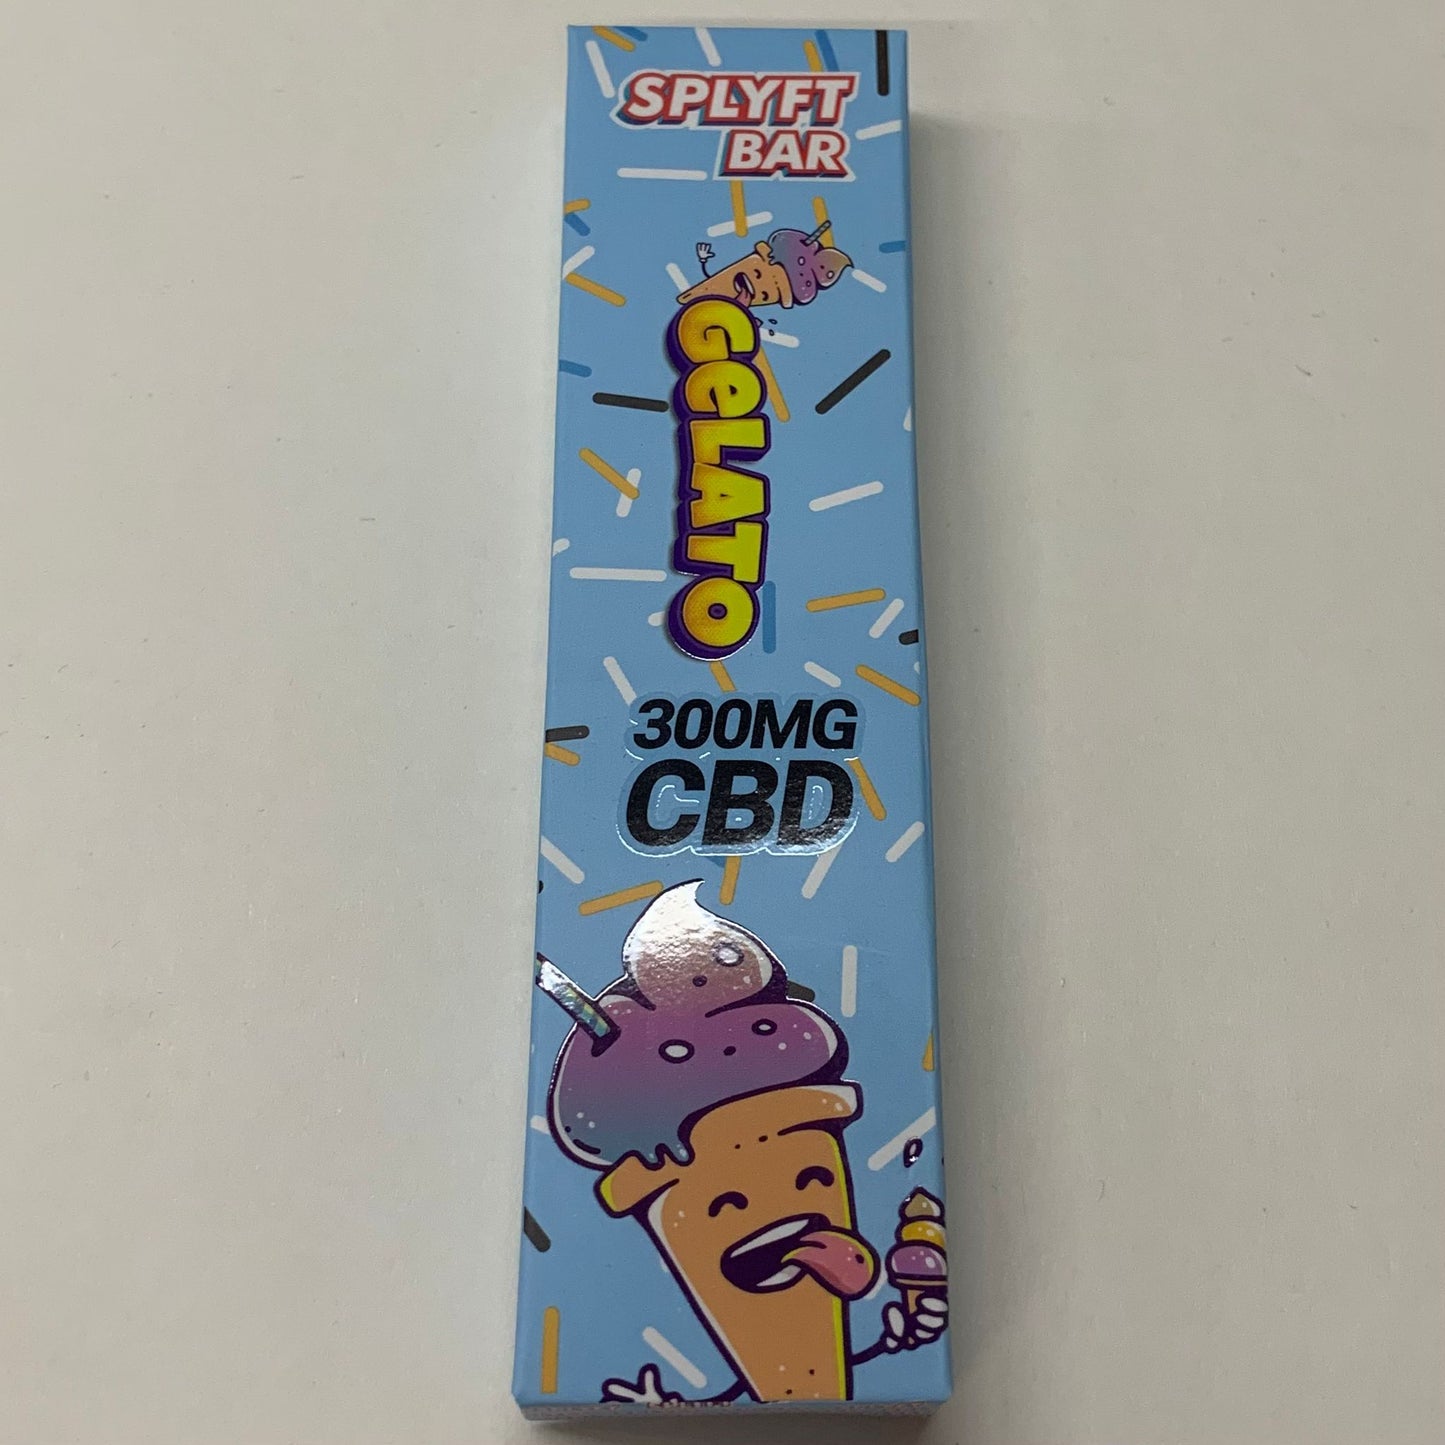 SPLYFT
BAR
GeLATO
300MG
CBD